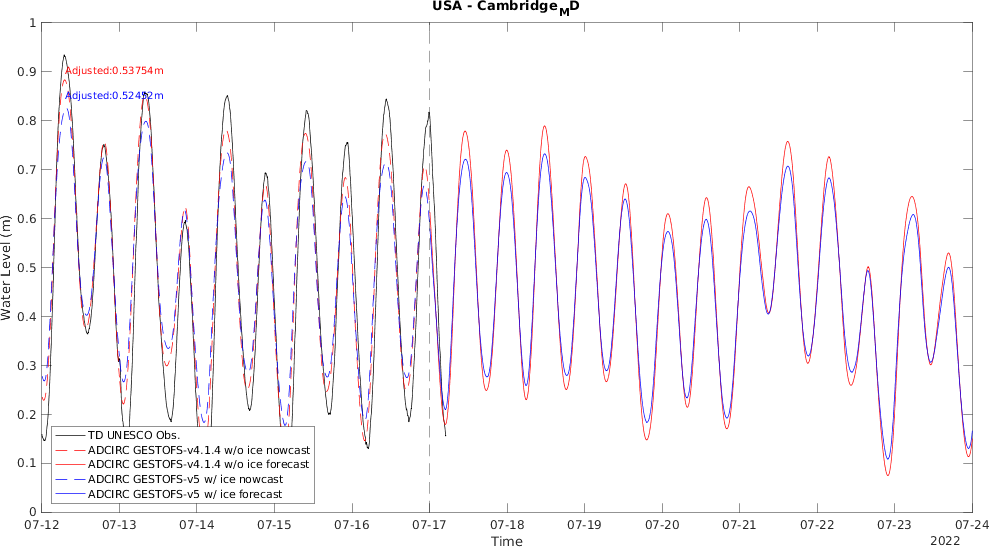 USA - Cambridge_MD
1
0.9
0.8
0.7
0.6
0.5
0.4
0.3
0.2
0.1
0
Water Level (m)
Adjusted:0.53754m
Adjusted:0.52452m
TD UNESCO Obs.
ADCIRC GESTOFS-v4.1.4 w/o ice nowcast
ADCIRC GESTOFS-v4.1.4 w/o ice forecast
ADCIRC GESTOFS-v5 w/ ice nowcast
ADCIRC GESTOFS-v5 w/ ice forecast
07-12 07-13 07-14 07-15 07-16 07-17 07-18 07-19 07-20 07-21 07-22 07-23 07-24
Time
2022